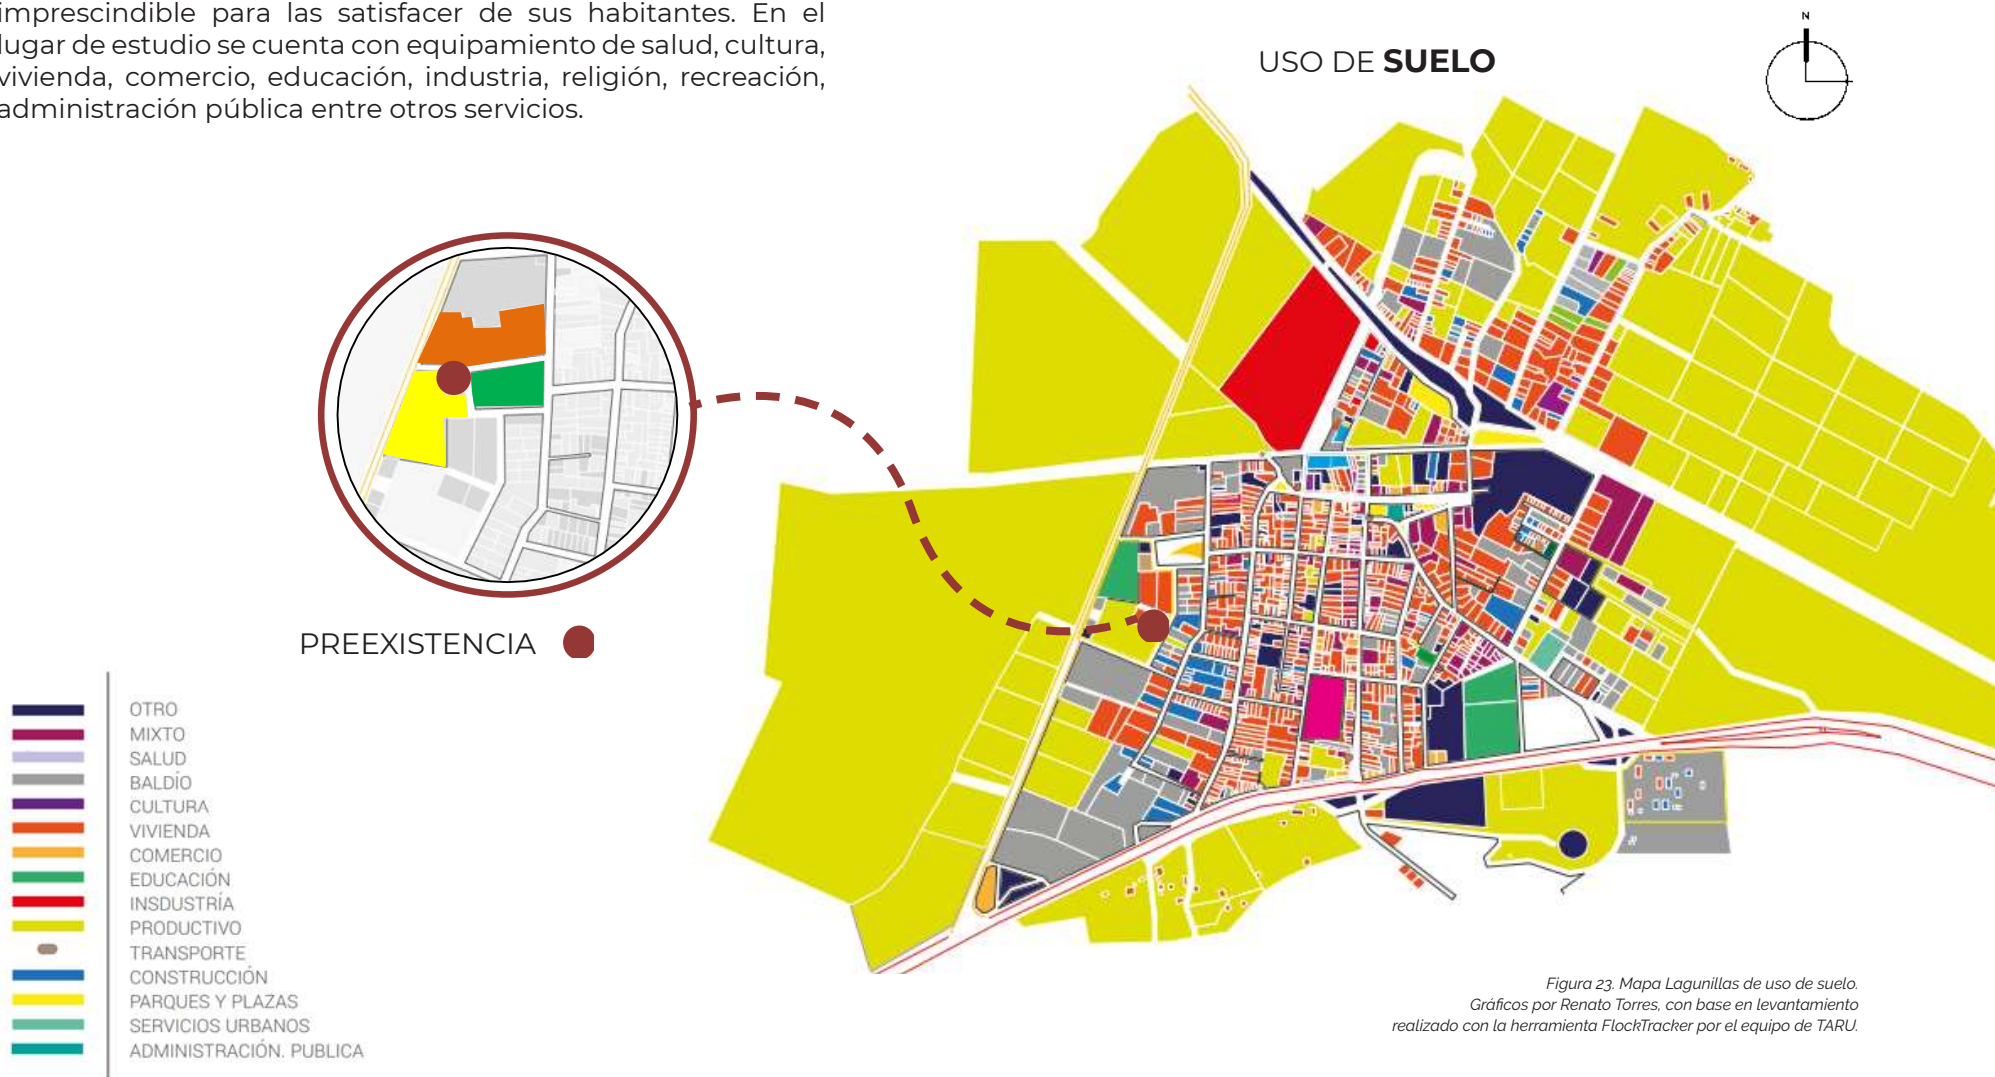 imprescindible para las satisfacer de sus habitantes. En el
lugar de estudio se cuenta con equipamiento de salud, cultura,
vivienda, comercio, educación, industria, religión, recreación,
administración pública entre otros servicios.
USO DE SUELO
N
PREEXISTENCIA
OTRO
MIXTO
SALUD
BALDÍO
CULTURA
VIVIENDA
COMERCIO
EDUCACIÓN
INSDUSTRÍA
PRODUCTIVO
TRANSPORTE
CONSTRUCCIÓN
PARQUES Y PLAZAS
SERVICIOS URBANOS
ADMINISTRACIÓN. PUBLICA
Figura 23. Mapa Lagunillas de uso de suelo.
Gráficos por Renato Torres, con base en levantamiento
realizado con la herramienta FlockTracker por el equipo de TARU.